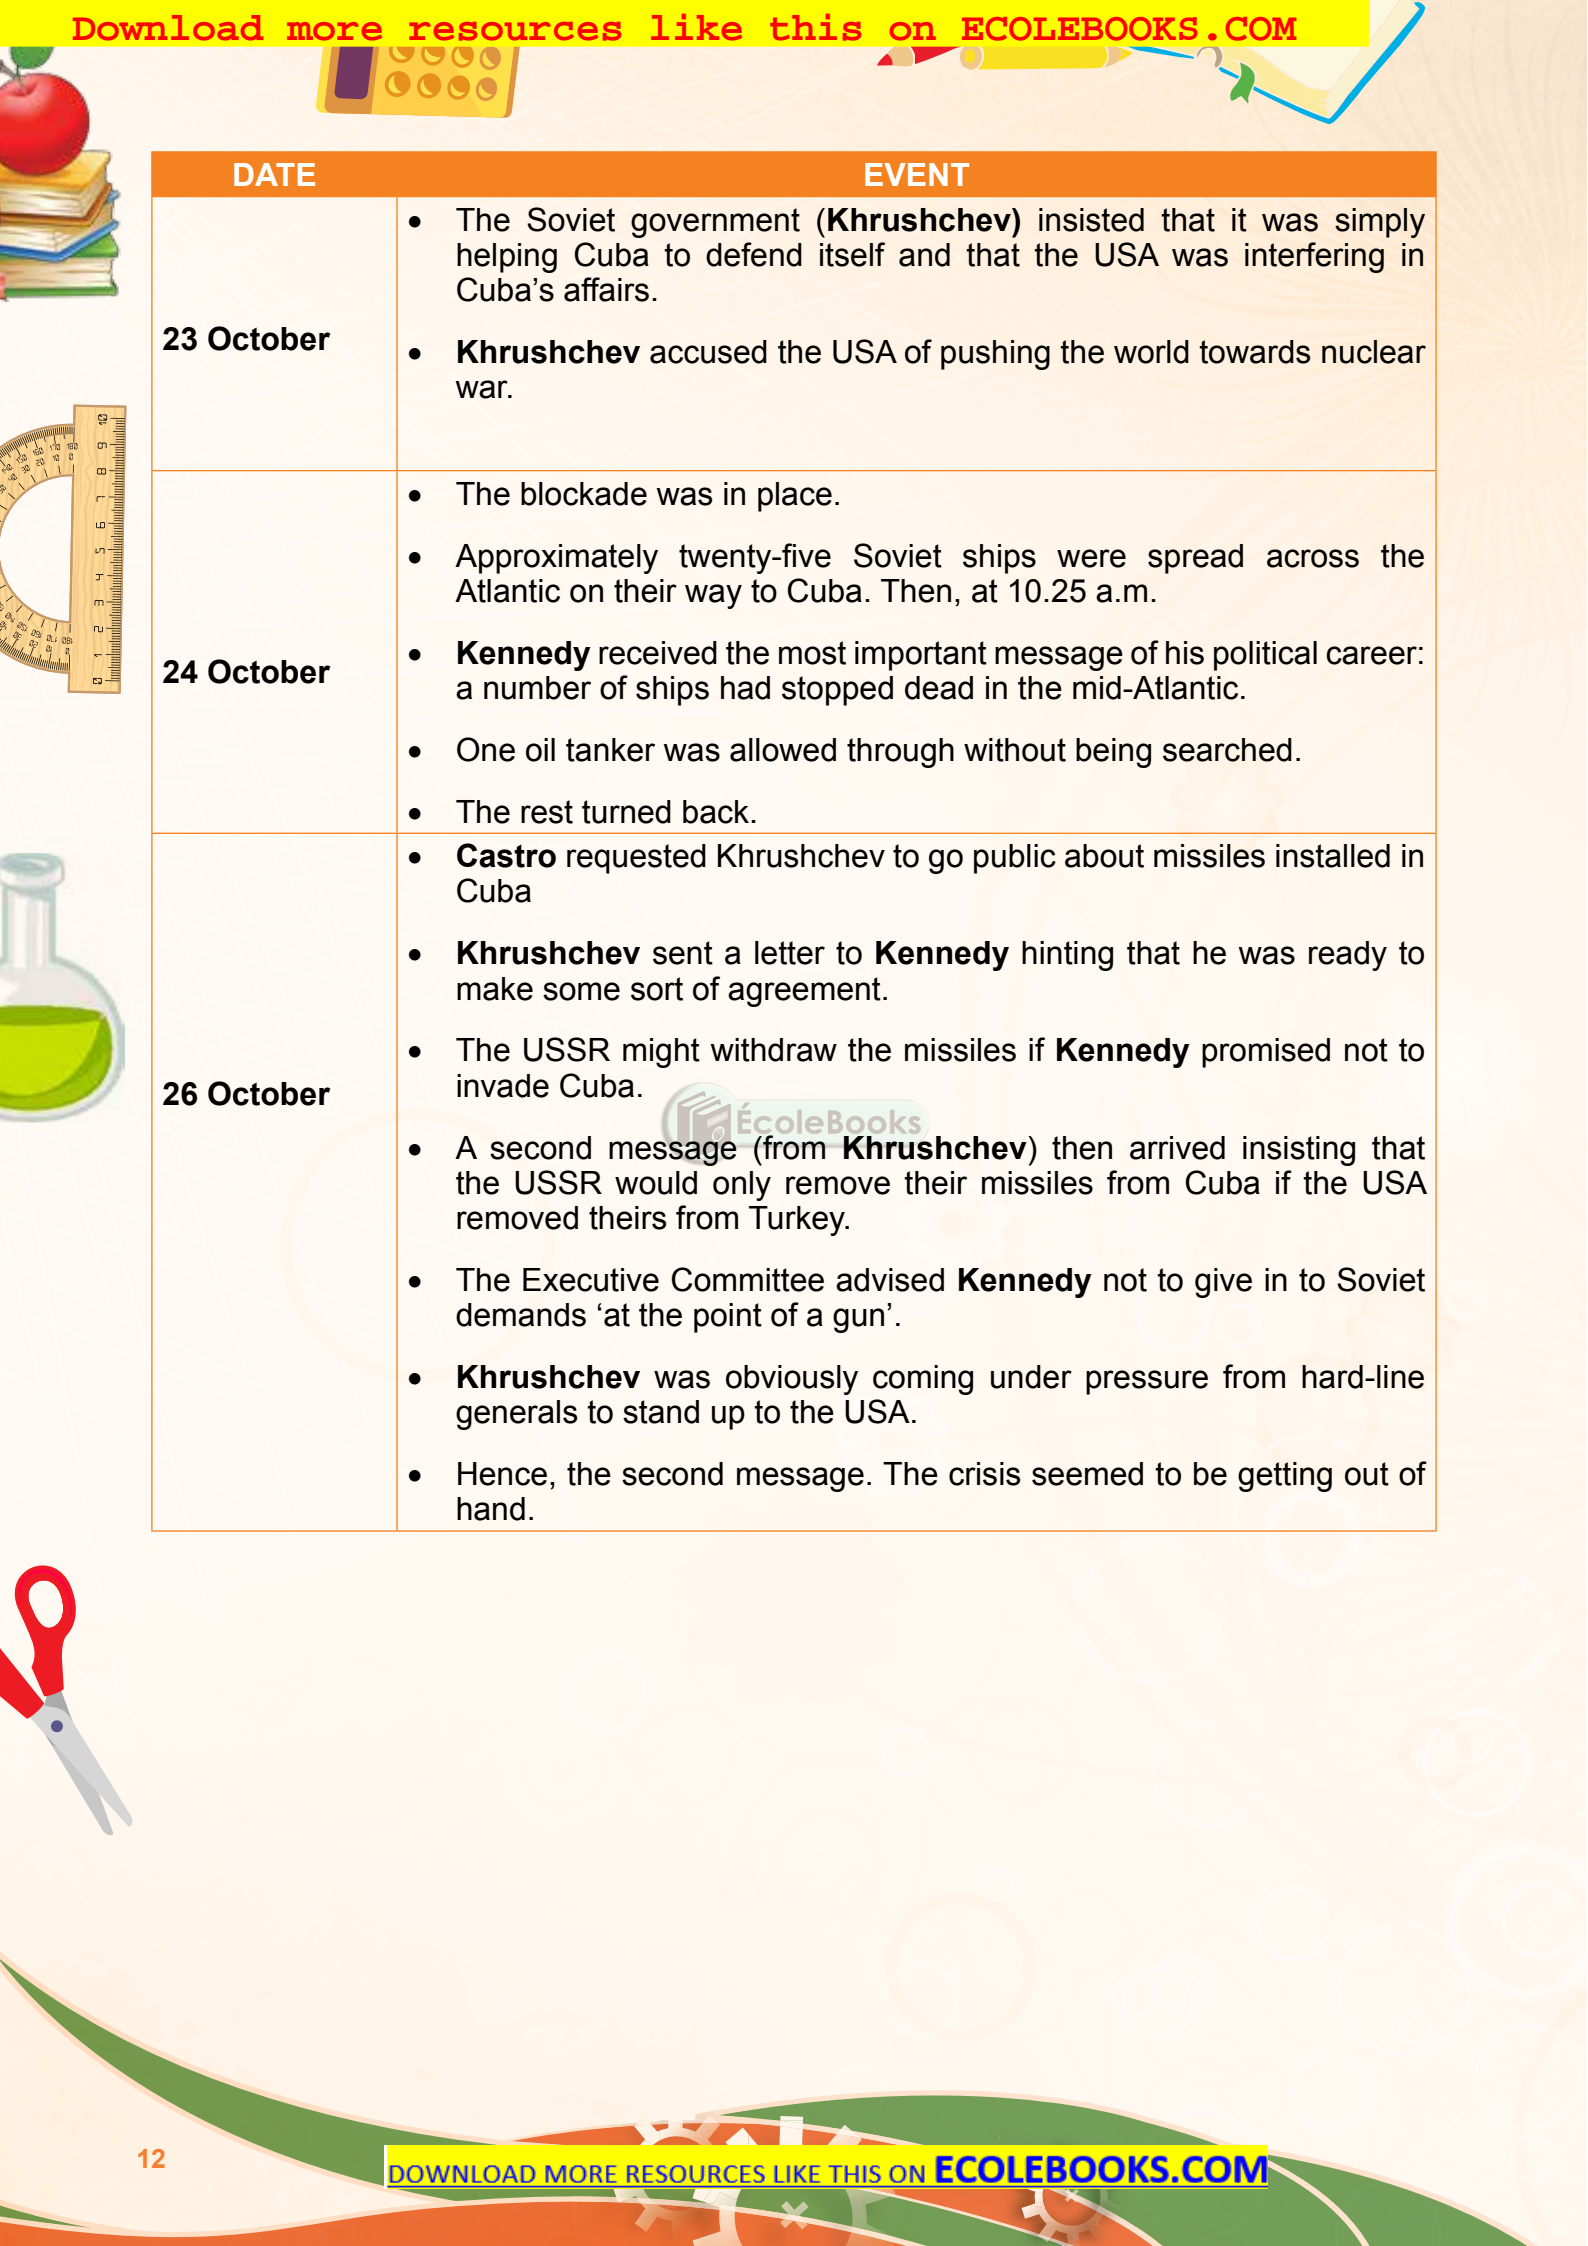 Download more resources like this on ECOLEBOOKS.COM
DATE
EVENT
23 October
• The Soviet government (Khrushchev) insisted that it was simply
helping Cuba to defend itself and that the USA was interfering in
Cuba’s affairs.
• Khrushchev accused the USA of pushing the world towards nuclear
war.
24 October
• The blockade was in place.
• Approximately twenty-five Soviet ships were spread across the
Atlantic on their way to Cuba. Then, at 10.25 a.m.
• Kennedy received the most important message of his political career:
a number of ships had stopped dead in the mid-Atlantic.
• One oil tanker was allowed through without being searched.
• The rest turned back.
26 October
• Castro requested Khrushchev to go public about missiles installed in
Cuba
• Khrushchev sent a letter to Kennedy hinting that he was ready to
make some sort of agreement.
• The USSR might withdraw the missiles if Kennedy promised not to
invade Cuba.
ÉcoleBooks
• A second message (from Khrushchev) then arrived insisting that
the USSR would only remove their missiles from Cuba if the USA
removed theirs from Turkey.
• The Executive Committee advised Kennedy not to give in to Soviet
demands ‘at the point of a gun’.
• Khrushchev was obviously coming under pressure from hard-line
generals to stand up to the USA.
• Hence, the second message. The crisis seemed to be getting out of
hand.
12
DOWNLOAD MORE RESOURCES LIKE THIS ON ECOLEBOOKS.COM